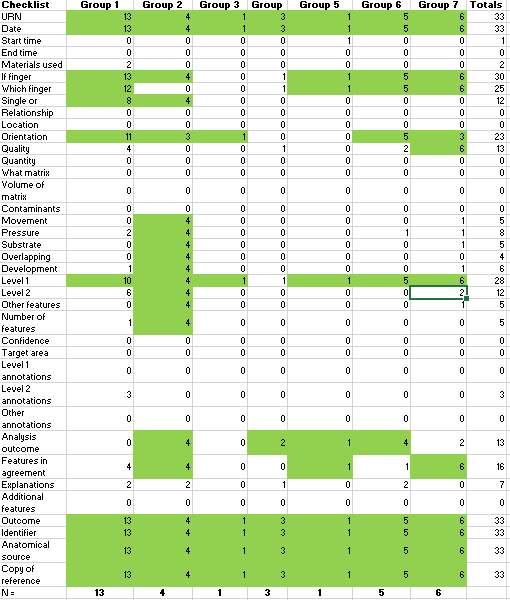 Checklist Group 1 Group 2 Group 3 Group Group 5 Group 6 Group 7 Totals
URN 13 4 1 3 1 5 6 33
Date 13 4 1 3 1 5 6 33
Start time 0 0 0 0 1 0 0 1
End time 0 0 0 0 0 0 0 0
Materials used 2 0 0 0 0 0 0 2
If finger 13 4 0 1 1 5 6 30
Which finger 12 0 0 1 1 5 6 25
Single or 8 4 0 0 0 0 0 12
Relationship 0 0 0 0 0 0 0 0
Location 0 0 0 0 0 0 0 0
Orientation 11 3 1 0 0 5 3 23
Quality 4 0 0 1 0 2 6 13
Quantity 0 0 0 0 0 0 0 0
What matrix 0 0 0 0 0 0 0 0
Volume of
matrix 0 0 0 0 0 0 0 0
Contaminants 0 0 0 0 0 0 0 0
Movement 0 4 0 0 0 0 1 5
Pressure 2 4 0 0 0 1 1 8
Substrate 0 4 0 0 0 0 1 5
Overlapping 0 4 0 0 0 0 0 4
Development 1 4 0 0 0 0 1 6
Level 1 10 4 1 1 1 5 6 28
Level 2 6 4 0 0 0 0 2 12
Other features 0 4 0 0 0 0 1 5
Number of
features 1 4 0 0 0 0 0 5
Confidence 0 0 0 0 0 0 0 0
Target area 0 0 0 0 0 0 0 0
Level 1
annotations 0 0 0 0 0 0 0 0
Level 2
annotations 3 0 0 0 0 0 0 3
Other
annotations 0 0 0 0 0 0 0 0
Analysis
outcome 0 4 0 2 1 4 2 13
Features in
agreement 4 4 0 0 1 1 6 16
Explanations 2 2 0 1 0 2 0 7
Additional
features 0 0 0 0 0 0 0 0
Outcome 13 4 1 3 1 5 6 33
Identifier 13 4 1 3 1 5 6 33
Anatomical
source 13 4 1 3 1 5 6 33
Copy of
reference 13 4 1 3 1 5 6 33
N = 13 4 1 3 1 5 6